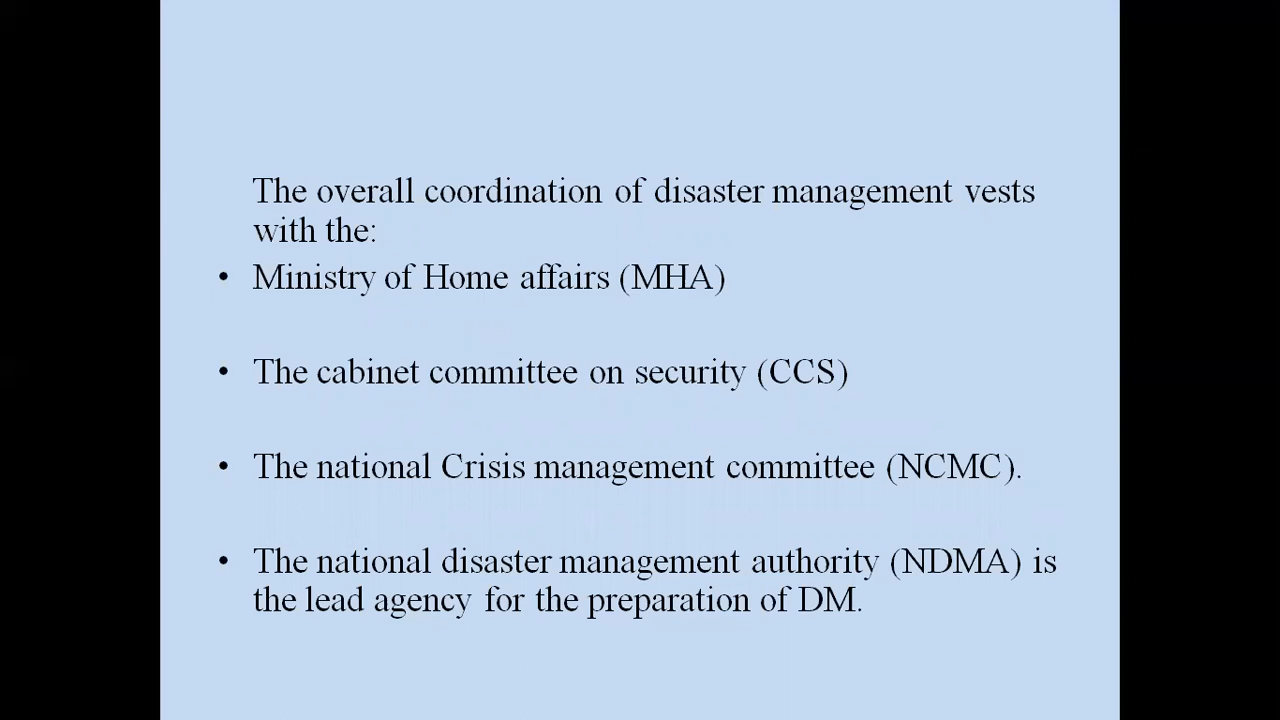 The overall coordination of disaster management vests
with the:
• Ministry of Home affairs (MHA)
• The cabinet committee on security (CCS)
• The national Crisis management committee (NCMC).
• The national disaster management authority (NDMA) is
the lead agency for the preparation of DM.